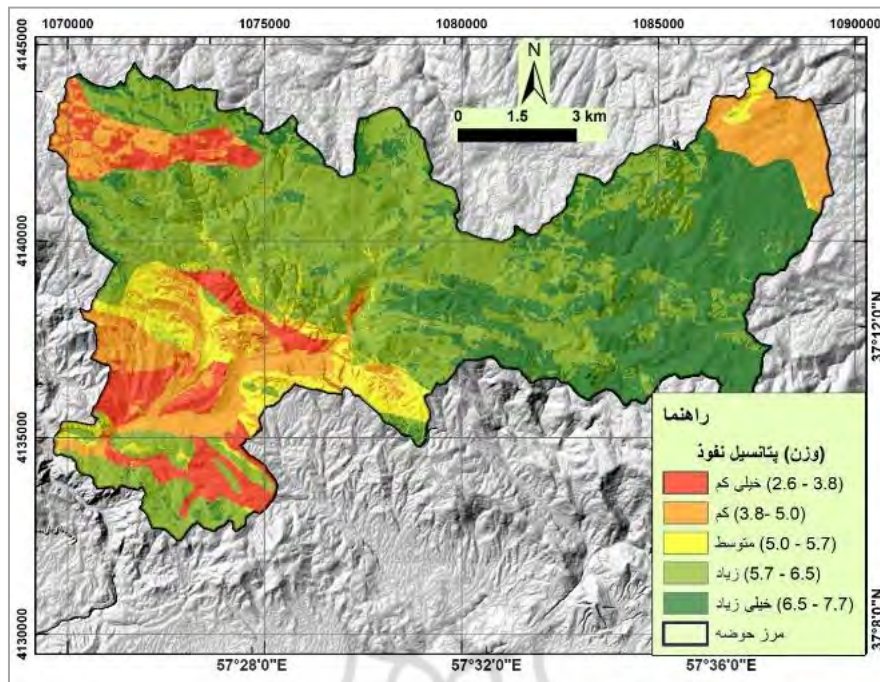 1070000 1075000 1080000 1085000 1090000
4145000
4140000
4135000
4130000
N
0 1.5 3 km
37°12'0"N
37°8'0"N
راهنما
(وزن) پتانسیل نفوذ
خیلی کم (2.6 - 3.8)
کم (3.8- 5.0)
متوسط (5.0 - 5.7)
زیاد (5.7 - 6.5)
خیلی زیاد (6.5 - 7.7)
مرز حوضه
57°28'0"E 57°32'0"E 57°36'0"E